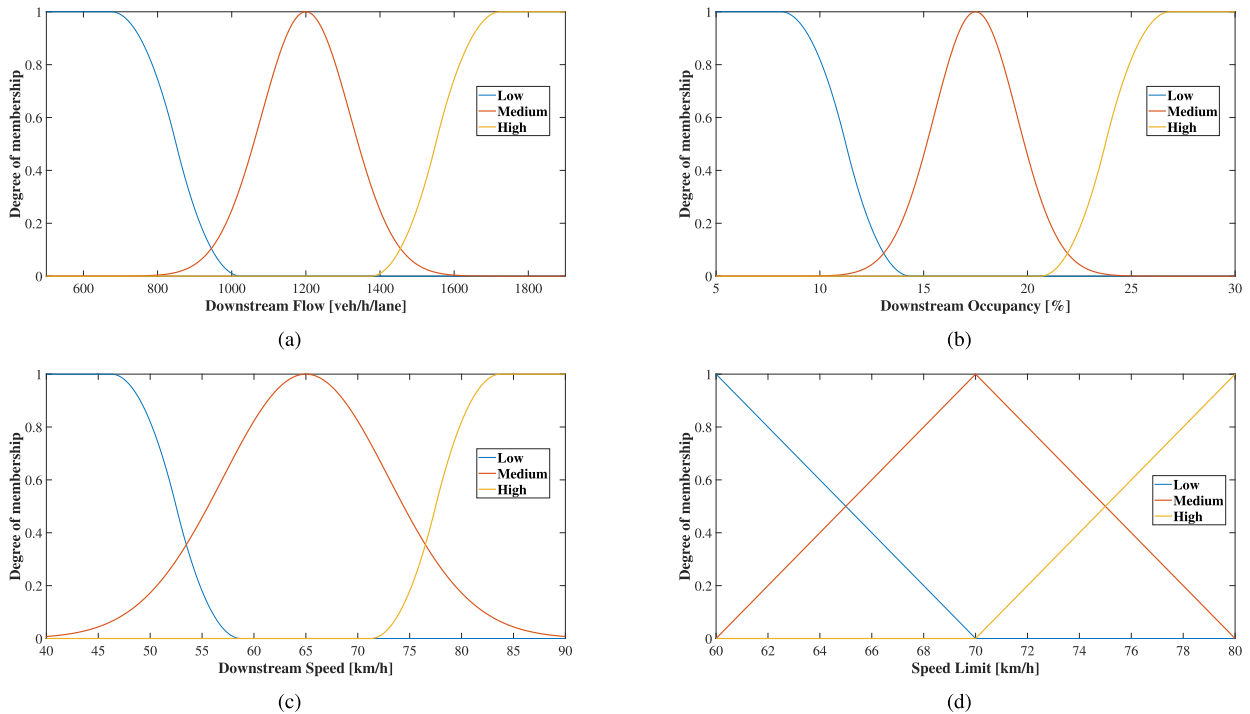 1
0.8
0.6
0.4
0.2
0
Degree of membership
600 800 1000 1200 1400 1600 1800
Downstream Flow [veh/h/lane]
Low
Medium
High
(a)
1
0.8
0.6
0.4
0.2
0
Degree of membership
5 10 15 20 25 30
Downstream Occupancy [%]
Low
Medium
High
(b)
1
0.8
0.6
0.4
0.2
0
Degree of membership
40 45 50 55 60 65 70 75 80 85 90
Downstream Speed [km/h]
Low
Medium
High
(c)
1
0.8
0.6
0.4
0.2
0
Degree of membership
60 62 64 66 68 70 72 74 76 78 80
Speed Limit [km/h]
Low
Medium
High
(d)